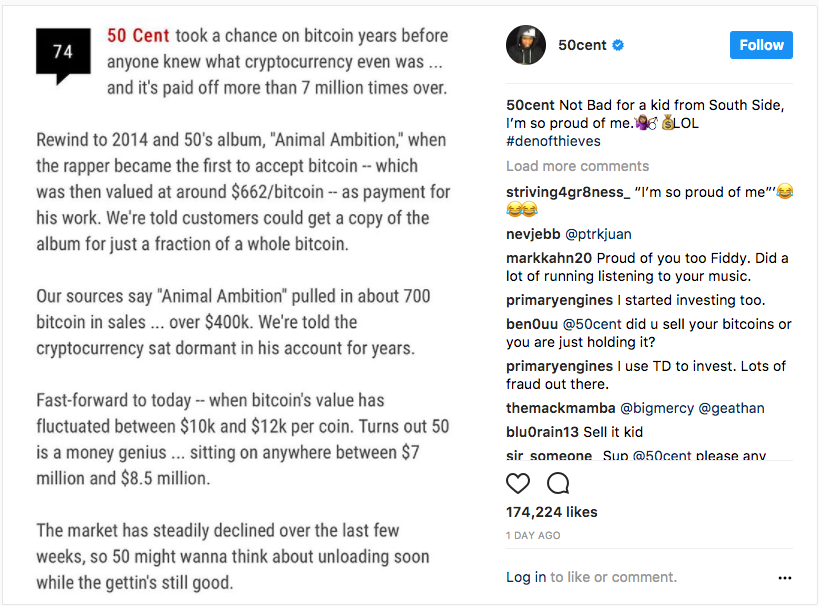 74
50 Cent took a chance on bitcoin years before
anyone knew what cryptocurrency even was ...
and it's paid off more than 7 million times over.
Rewind to 2014 and 50's album, "Animal Ambition," when
the rapper became the first to accept bitcoin -- which
was then valued at around $662/bitcoin -- as payment for
his work. We're told customers could get a copy of the
album for just a fraction of a whole bitcoin.
Our sources say "Animal Ambition" pulled in about 700
bitcoin in sales ... over $400k. We're told the
cryptocurrency sat dormant in his account for years.
Fast-forward to today -- when bitcoin's value has
fluctuated between $10k and $12k per coin. Turns out 50
is a money genius ... sitting on anywhere between $7
million and $8.5 million.
The market has steadily declined over the last few
weeks, so 50 might wanna think about unloading soon
while the gettin's still good.
50cent
Follow
50cent Not Bad for a kid from South Side,
I'm so proud of me.🤷🏽‍♂️ 💰LOL
#denofthieves
Load more comments
striving4gr8ness_ “I’m so proud of me”’😂
😂😂
nevjebb @ptrkjuan
markkahn20 Proud of you too Fiddy. Did a
lot of running listening to your music.
primaryengines I started investing too.
ben0uu @50cent did u sell your bitcoins or
you are just holding it?
primaryengines I use TD to invest. Lots of
fraud out there.
themackmamba @bigmercy @geathan
blu0rain13 Sell it kid
sir_someone_ Sup @50cent please any
174,224 likes
1 DAY AGO
Log in to like or comment.